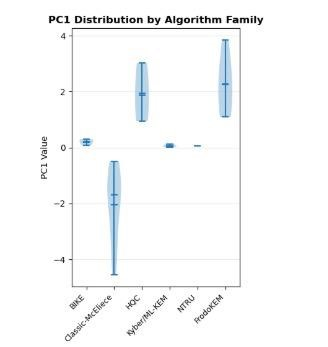 PC1 Distribution by Algorithm Family
4
2
0
−2
−4
PC1 Value
BIKE
Classic-McEliece
HQC
Kyber/ML-KEM
NTRU
FrodoKEM